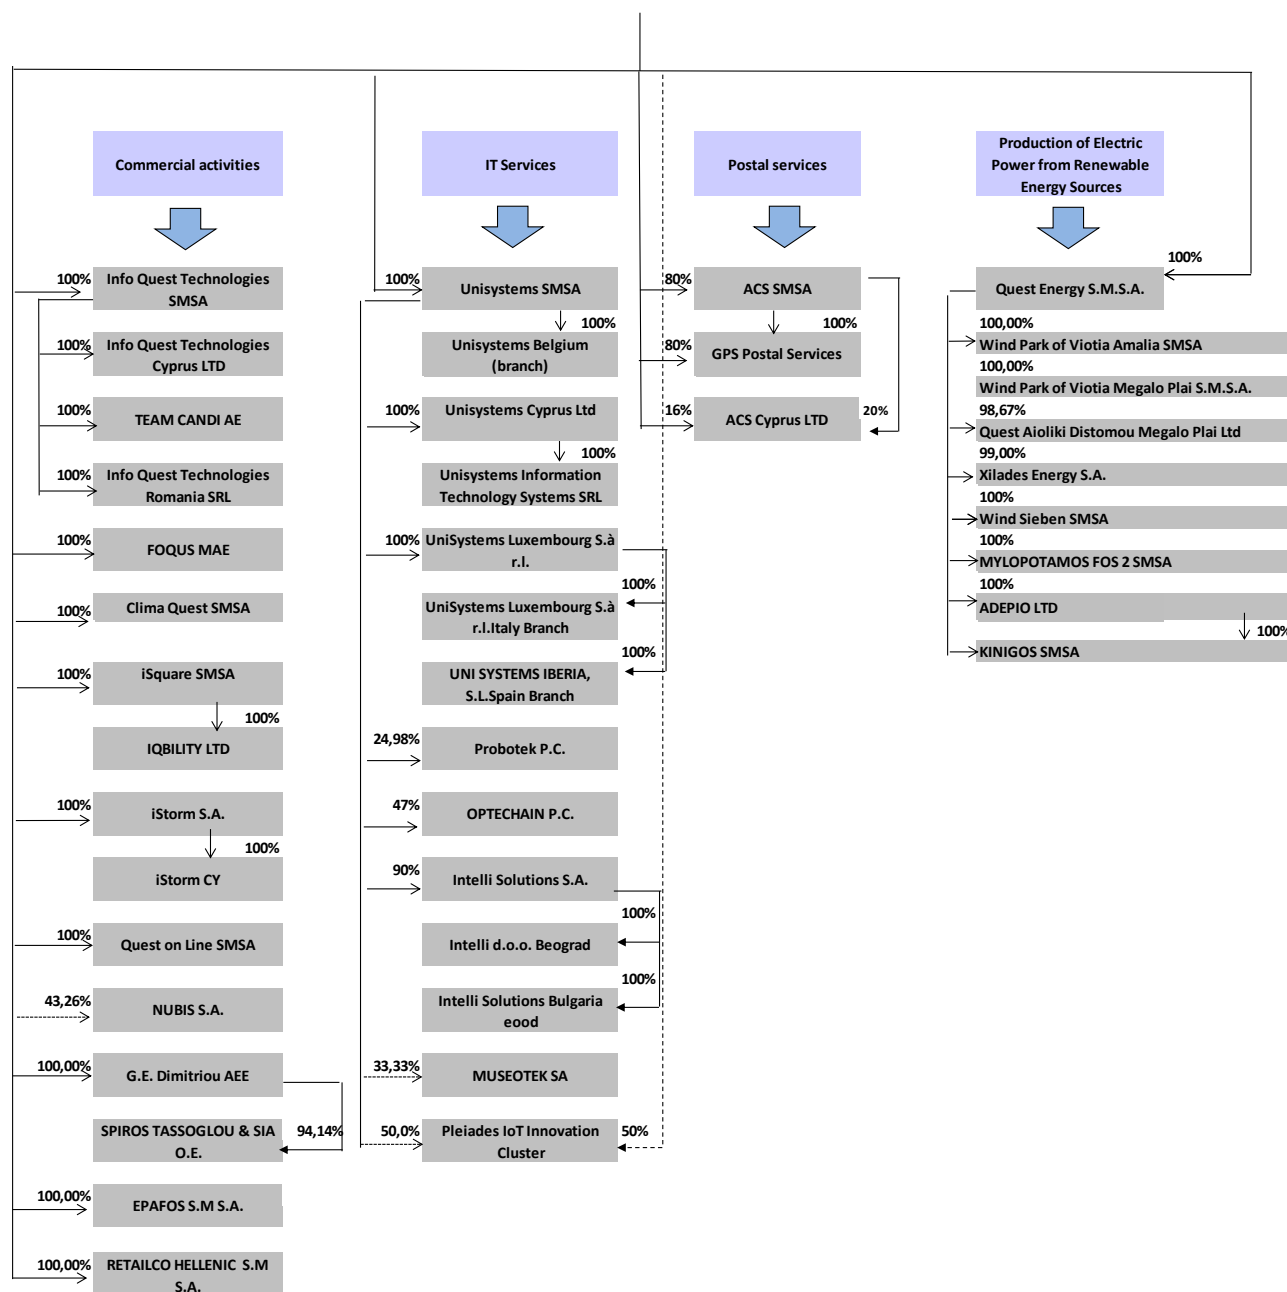 Commercial activities
100%
Info Quest Technologies
SMSA
100%
Info Quest Technologies
Cyprus LTD
100%
TEAM CANDI AE
100%
Info Quest Technologies
Romania SRL
100%
FOQUS MAE
100%
Clima Quest SMSA
100%
iSquare SMSA
100%
IQBILITY LTD
100%
iStorm S.A.
100%
iStorm CY
100%
Quest on Line SMSA
43,26%
NUBIS S.A.
100,00%
G.E. Dimitriou AEE
SPIROS TASSOGLOU & SIA
O.E.
94,14%
100,00%
EPAFOS S.M S.A.
100,00%
RETAILCO HELLENIC S.M
S.A.
IT Services
100%
Unisystems SMSA
100%
Unisystems Belgium
(branch)
100%
Unisystems Cyprus Ltd
100%
Unisystems Information
Technology Systems SRL
100%
UniSystems Luxembourg S.à
r.l.
100%
UniSystems Luxembourg S.à
r.l.Italy Branch
100%
UNI SYSTEMS IBERIA,
S.L.Spain Branch
24,98%
Probotek P.C.
47%
OPTECHAIN P.C.
90%
Intelli Solutions S.A.
100%
Intelli d.o.o. Beograd
100%
Intelli Solutions Bulgaria
eood
33,33%
MUSEOTEK SA
50,0%
Pleiades IoT Innovation
Cluster
50%
Postal services
80%
ACS SMSA
100%
80%
GPS Postal Services
16%
ACS Cyprus LTD
20%
Production of Electric
Power from Renewable
Energy Sources
100%
Quest Energy S.M.S.A.
100,00%
Wind Park of Viotia Amalia SMSA
100,00%
Wind Park of Viotia Megalo Plai S.M.S.A.
98,67%
Quest Aioliki Distomou Megalo Plai Ltd
99,00%
Xilades Energy S.A.
100%
Wind Sieben SMSA
100%
MYLOPOTAMOS FOS 2 SMSA
100%
ADEPIO LTD
100%
KINIGOS SMSA